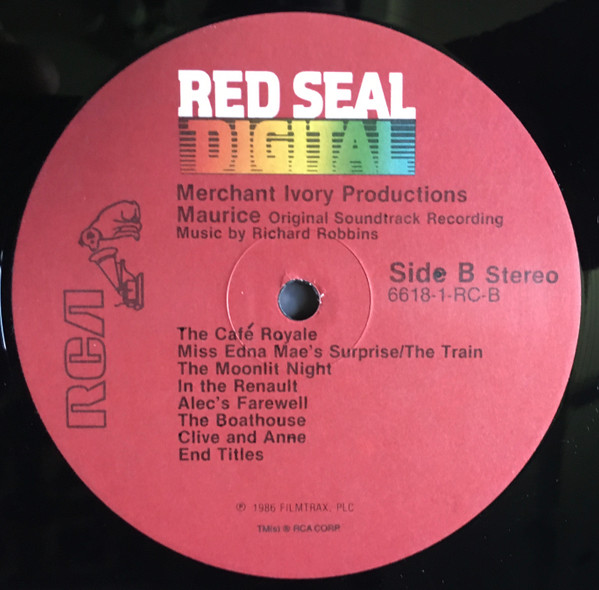 RED SEAL
DIGITAL
Merchant Ivory Productions
Maurice Original Soundtrack Recording
Music by Richard Robbins
Side B Stereo
6618-1-RC-B
RCA
The Café Royale
Miss Edna Mae's Surprise/The Train
The Moonlit Night
In the Renault
Alec's Farewell
The Boathouse
Clive and Anne
End Titles
℗ 1986 FILMTRAX, PLC
TM(s) ® RCA CORP.